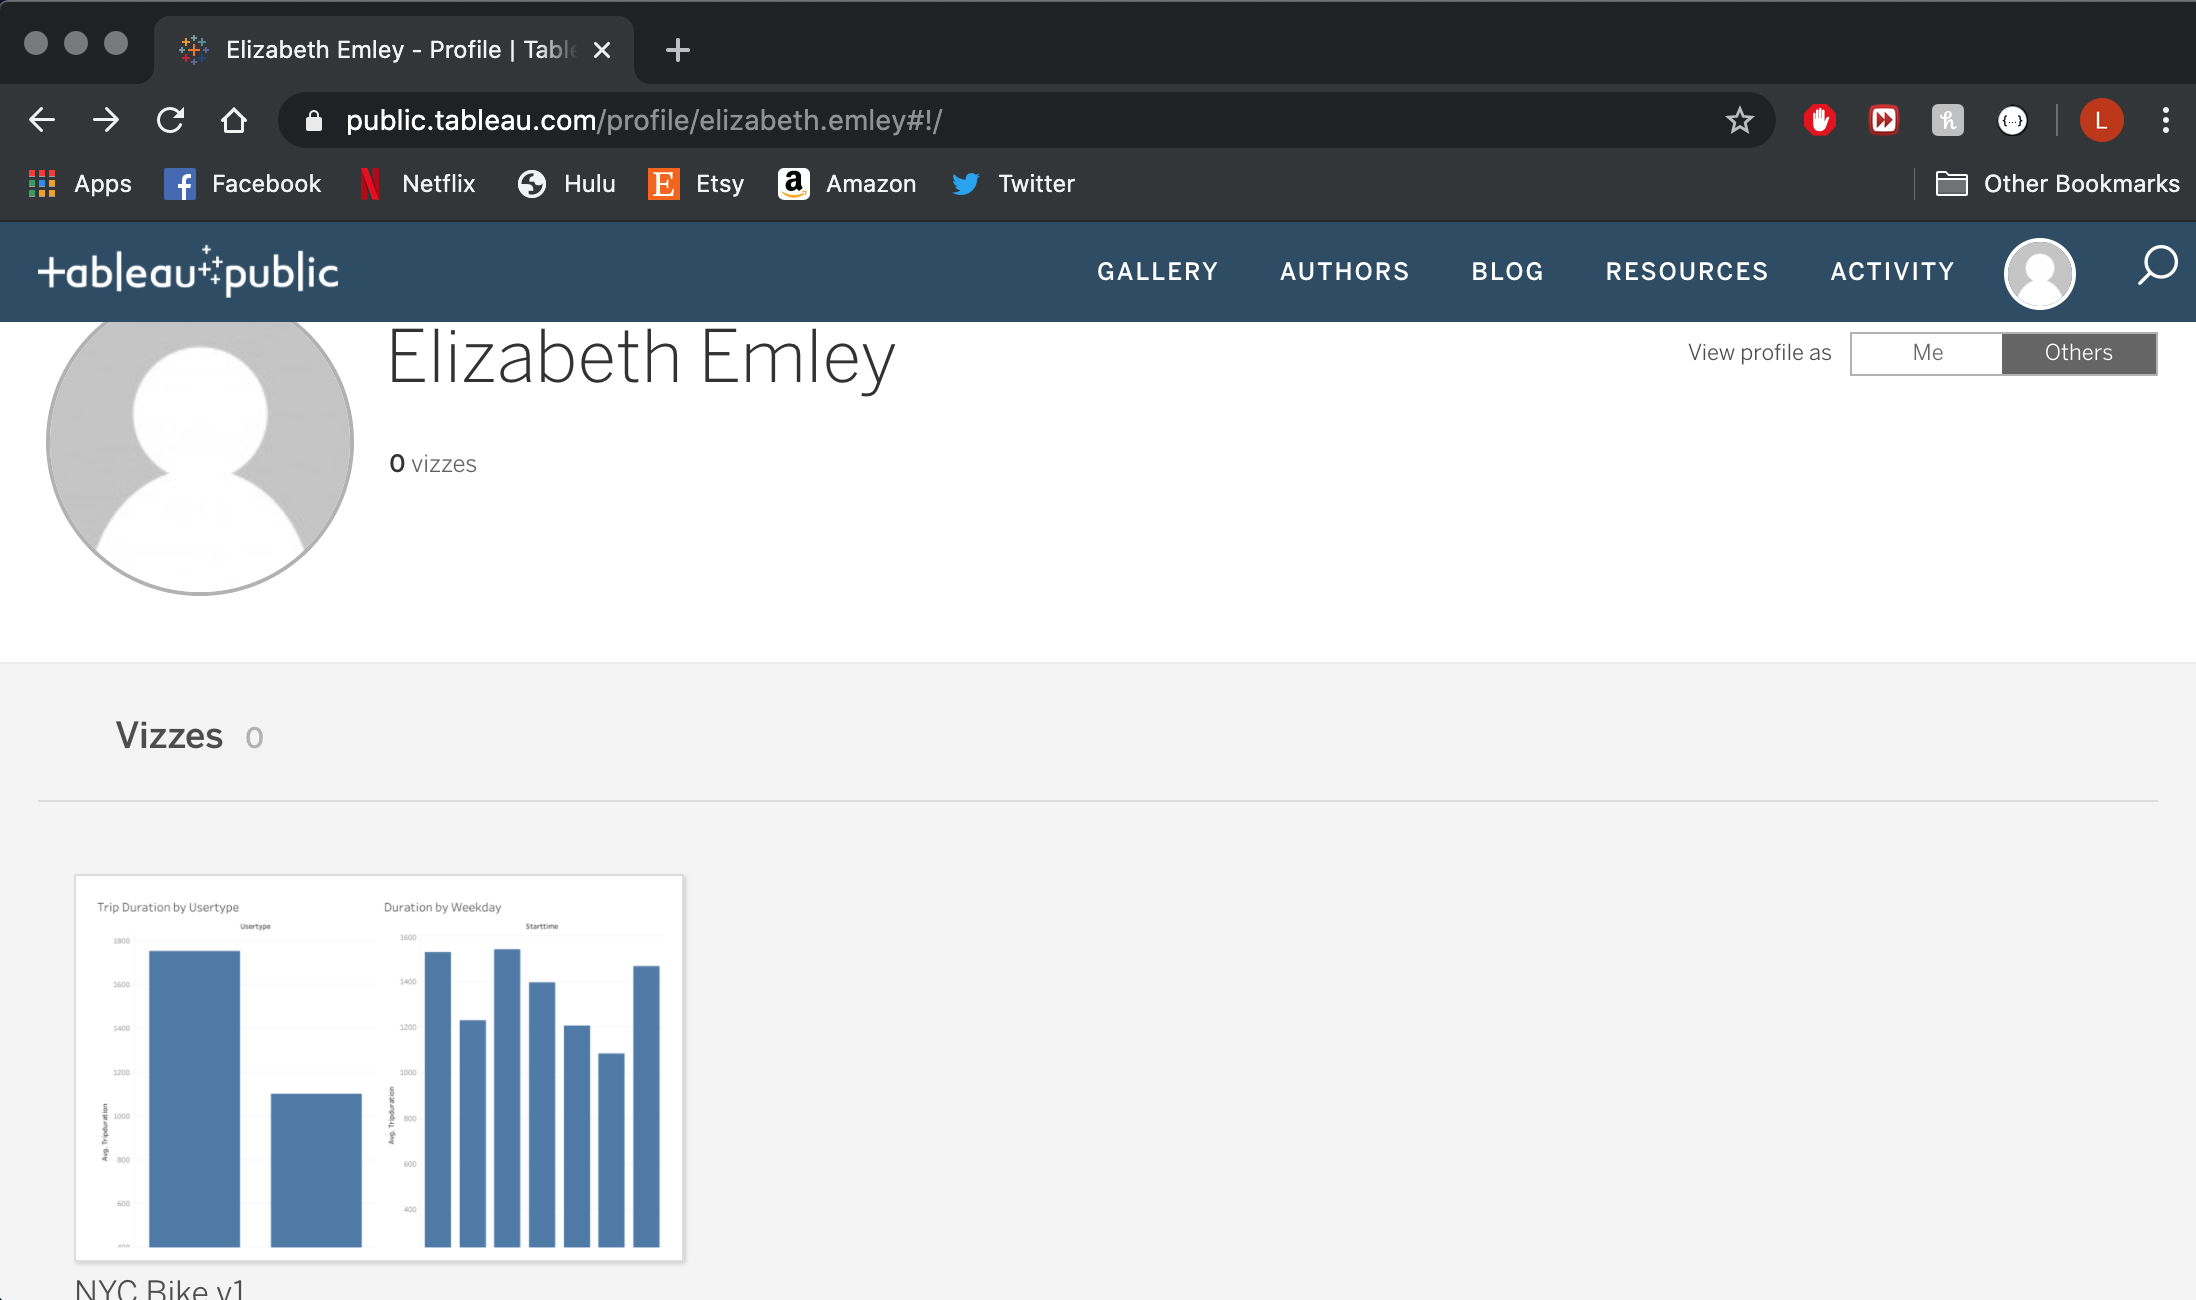 Elizabeth Emley - Profile | Table
public.tableau.com/profile/elizabeth.emley#!/
L
Apps
Facebook
Netflix
Hulu
Etsy
Amazon
Twitter
Other Bookmarks
tableau public
GALLERY
AUTHORS
BLOG
RESOURCES
ACTIVITY
Elizabeth Emley
View profile as
Me
Others
0 vizzes
Vizzes 0
Trip Duration by Usertype
Usertype
1800
1600
1400
1200
1000
800
600
400
Avg. Tripduration
Duration by Weekday
Starttime
1600
1400
1200
1000
800
600
400
Avg. Tripduration
NYC Bike v1